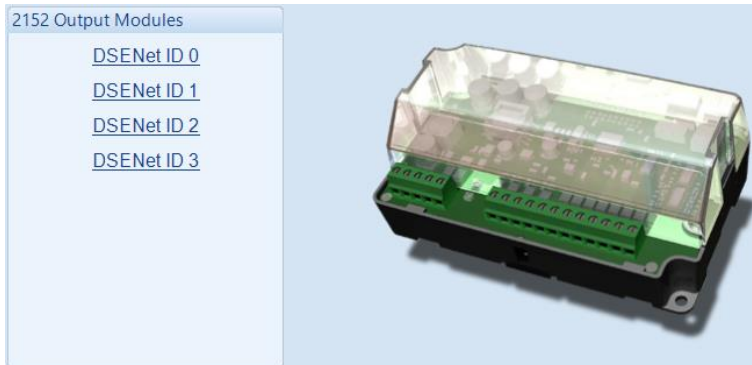 2152 Output Modules
DSENet ID 0
DSENet ID 1
DSENet ID 2
DSENet ID 3